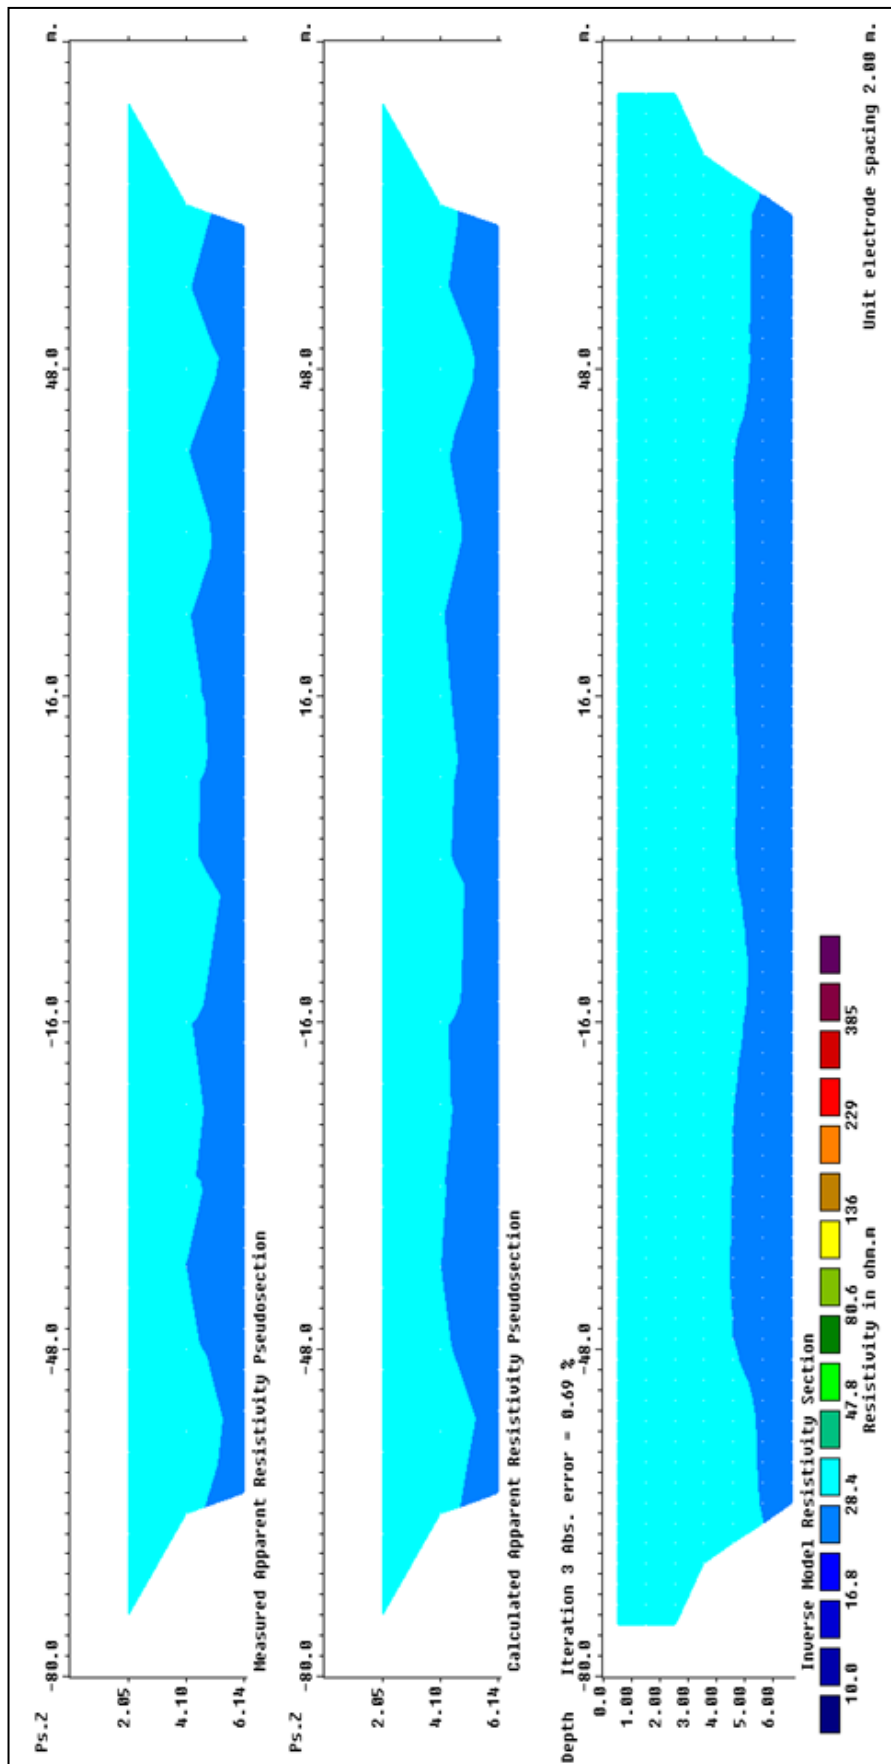 Ps.Z -80.0 -48.0 -16.0 16.0 48.0 m.
2.05
4.10
6.14
Measured Apparent Resistivity Pseudosection
Ps.Z -80.0 -48.0 -16.0 16.0 48.0 m.
2.05
4.10
6.14
Calculated Apparent Resistivity Pseudosection
Depth Iteration 3 Abs. error = 0.69 %
-80.0 -48.0 -16.0 16.0 48.0 m.
0.0
1.00
2.00
3.00
4.00
5.00
6.00
Inverse Model Resistivity Section
10.0 16.8 28.4 47.8 80.6 136 229 385
Resistivity in ohm.m
Unit electrode spacing 2.00 m.